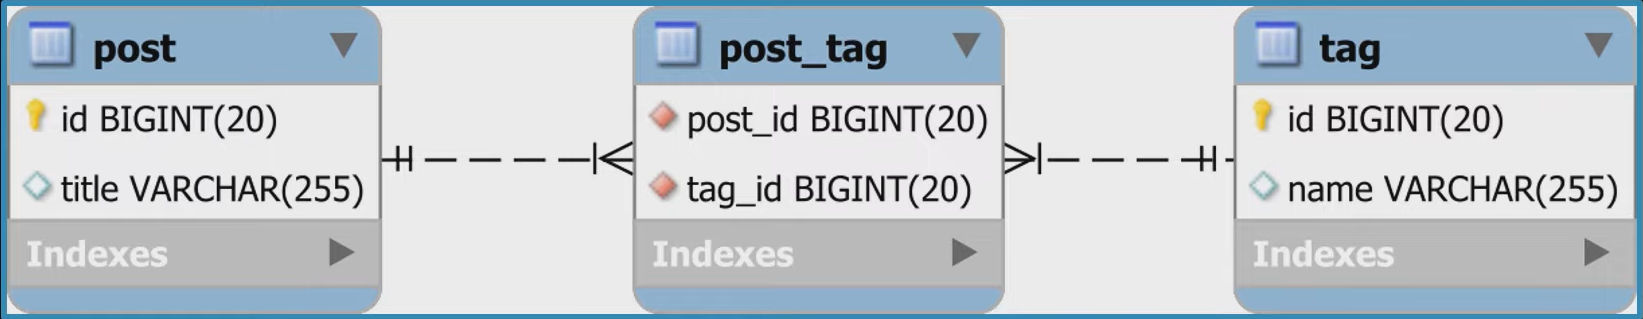 post
id BIGINT(20)
title VARCHAR(255)
Indexes
post_tag
post_id BIGINT(20)
tag_id BIGINT(20)
Indexes
tag
id BIGINT(20)
name VARCHAR(255)
Indexes